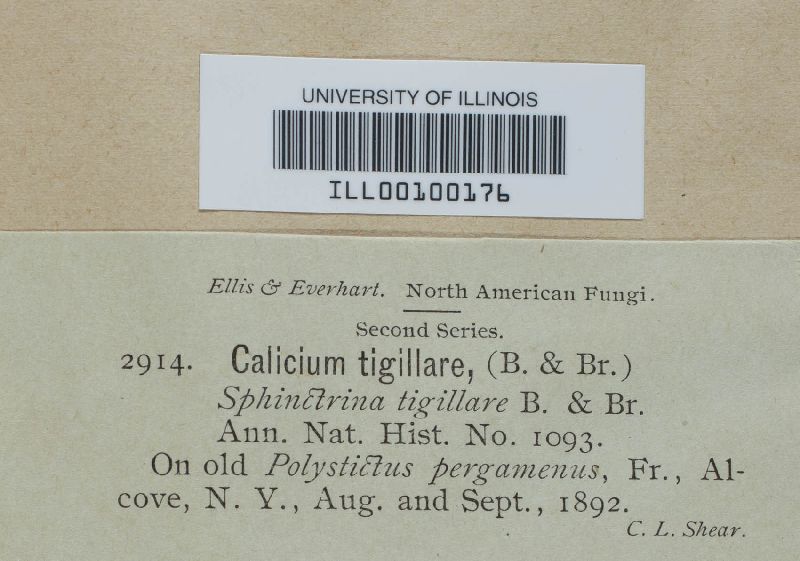 UNIVERSITY OF ILLINOIS
ILL00100176
Ellis & Everhart. North American Fungi.
Second Series.
2914. Calicium tigillare, (B. & Br.)
Sphinctrina tigillare B. & Br.
Ann. Nat. Hist. No. 1093.
On old Polystictus pergamenus, Fr., Al-
cove, N. Y., Aug. and Sept., 1892.
C. L. Shear.